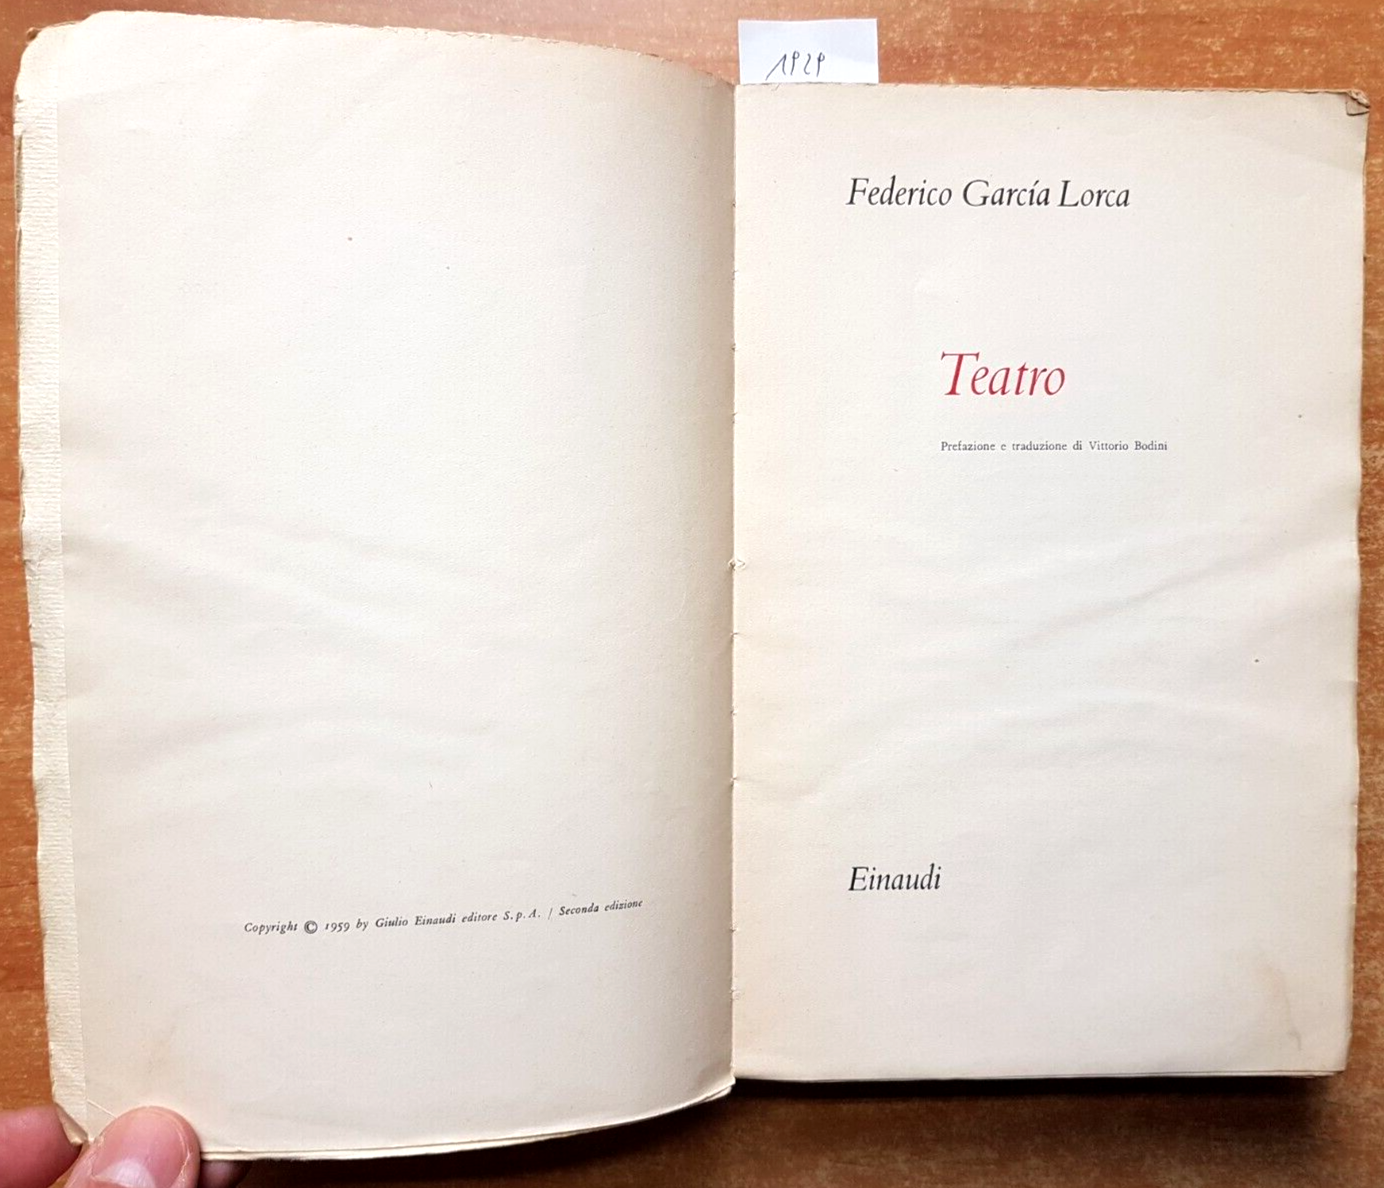 1929
Federico García Lorca
Teatro
Prefazione e traduzione di Vittorio Bodini
Einaudi
Copyright © 1959 by Giulio Einaudi editore S.p.A. / Seconda edizione